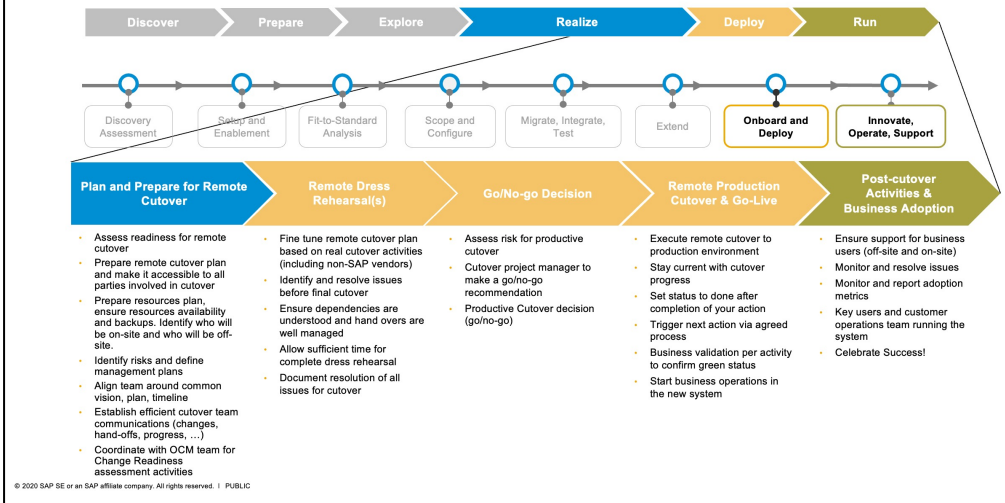 Discover
Prepare
Explore
Realize
Deploy
Run
Discovery
Assessment
Setup and
Enablement
Fit-to-Standard
Analysis
Scope and
Configure
Migrate, Integrate,
Test
Extend
Onboard and
Deploy
Innovate,
Operate, Support
Plan and Prepare for Remote
Cutover
Remote Dress
Rehearsal(s)
Go/No-go Decision
Remote Production
Cutover & Go-Live
Post-cutover
Activities &
Business Adoption
• Assess readiness for remote
cutover
• Prepare remote cutover plan
and make it accessible to all
parties involved in cutover
• Prepare resources plan,
ensure resources availability
and backups. Identify who will
be on-site and who will be off-
site.
• Identify risks and define
management plans
• Align team around common
vision, plan, timeline
• Establish efficient cutover team
communications (changes,
hand-offs, progress, …)
• Coordinate with OCM team for
Change Readiness
assessment activities
• Fine tune remote cutover plan
based on real cutover activities
(including non-SAP vendors)
• Identify and resolve issues
before final cutover
• Ensure dependencies are
understood and hand overs are
well managed
• Allow sufficient time for
complete dress rehearsal
• Document resolution of all
issues for cutover
• Assess risk for productive
cutover
• Cutover project manager to
make a go/no-go
recommendation
• Productive Cutover decision
(go/no-go)
• Execute remote cutover to
production environment
• Stay current with cutover
progress
• Set status to done after
completion of your action
• Trigger next action via agreed
process
• Business validation per activity
to confirm green status
• Start business operations in
the new system
• Ensure support for business
users (off-site and on-site)
• Monitor and resolve issues
• Monitor and report adoption
metrics
• Key users and customer
operations team running the
system
• Celebrate Success!
© 2020 SAP SE or an SAP affiliate company. All rights reserved. | PUBLIC